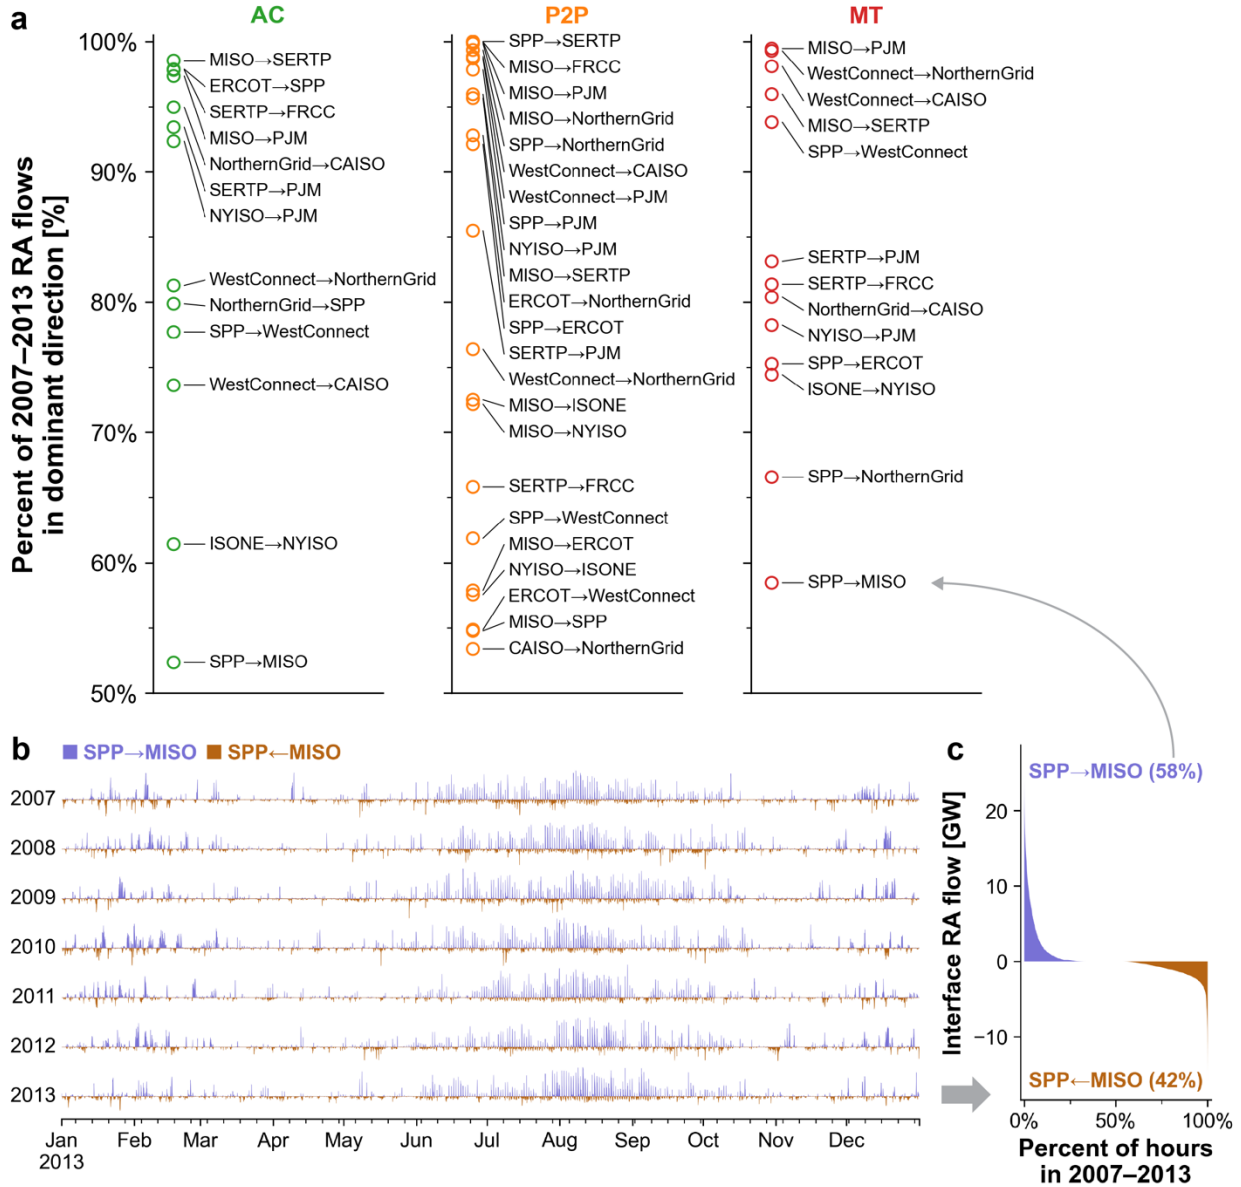 a
AC
P2P
MT
Percent of 2007–2013 RA flows
in dominant direction [%]
100%
90%
80%
70%
60%
50%
MISO→SERTP
ERCOT→SPP
SERTP→FRCC
MISO→PJM
NorthernGrid→CAISO
SERTP→PJM
NYISO→PJM
WestConnect→NorthernGrid
NorthernGrid→SPP
SPP→WestConnect
WestConnect→CAISO
ISONE→NYISO
SPP→MISO
SPP→SERTP
MISO→FRCC
MISO→PJM
MISO→NorthernGrid
SPP→NorthernGrid
WestConnect→CAISO
WestConnect→PJM
SPP→PJM
NYISO→PJM
MISO→SERTP
ERCOT→NorthernGrid
SPP→ERCOT
SERTP→PJM
WestConnect→NorthernGrid
MISO→ISONE
MISO→NYISO
SERTP→FRCC
SPP→WestConnect
MISO→ERCOT
NYISO→ISONE
ERCOT→WestConnect
MISO→SPP
CAISO→NorthernGrid
MISO→PJM
WestConnect→NorthernGrid
WestConnect→CAISO
MISO→SERTP
SPP→WestConnect
SERTP→PJM
SERTP→FRCC
NorthernGrid→CAISO
NYISO→PJM
SPP→ERCOT
ISONE→NYISO
SPP→NorthernGrid
SPP→MISO
b
SPP→MISO SPP←MISO
2007
2008
2009
2010
2011
2012
2013
Jan Feb Mar Apr May Jun Jul Aug Sep Oct Nov Dec
2013
c
SPP→MISO (58%)
Interface RA flow [GW]
20
10
0
−10
SPP←MISO (42%)
0% 50% 100%
Percent of hours
in 2007–2013